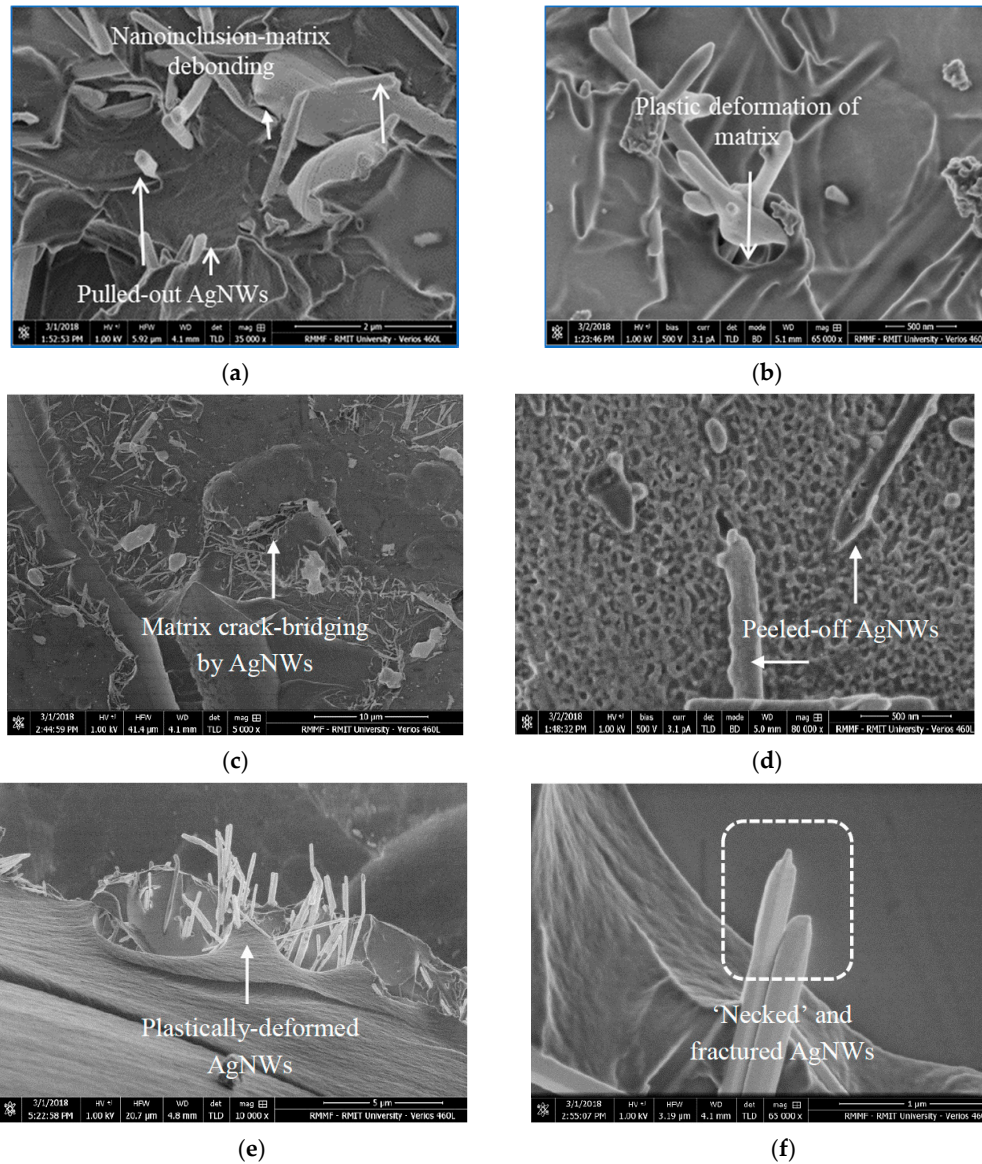 Nanoinclusion-matrix
debonding
Pulled-out AgNWs
3/1/2018 HV HFW WD det mag 2 µm
1:52:53 PM 1.00 kV 5.92 µm 4.1 mm TLD 35 000 x RMMF - RMIT University - Verios 460L
(a)
Plastic deformation of
matrix
3/2/2018 HV bias curr det mode WD mag 500 nm
1:23:46 PM 1.00 kV 500 V 3.1 pA TLD BD 5.1 mm 65 000 x RMMF - RMIT University - Verios 460L
(b)
Matrix crack-bridging
by AgNWs
3/1/2018 HV HFW WD det mag 10 µm
2:44:59 PM 1.00 kV 41.4 µm 4.1 mm TLD 5 000 x RMMF - RMIT University - Verios 460L
(c)
Peeled-off AgNWs
3/2/2018 HV bias curr det mode WD mag 500 nm
1:48:32 PM 1.00 kV 500 V 3.1 pA TLD BD 5.0 mm 80 000 x RMMF - RMIT University - Verios 460L
(d)
Plastically-deformed
AgNWs
3/1/2018 HV HFW WD det mag 5 µm
5:22:58 PM 1.00 kV 20.7 µm 4.8 mm TLD 10 000 x RMMF - RMIT University - Verios 460L
(e)
‘Necked’ and
fractured AgNWs
3/1/2018 HV HFW WD det mag 1 µm
2:55:07 PM 1.00 kV 3.19 µm 4.1 mm TLD 65 000 x RMMF - RMIT University - Verios 460L
(f)